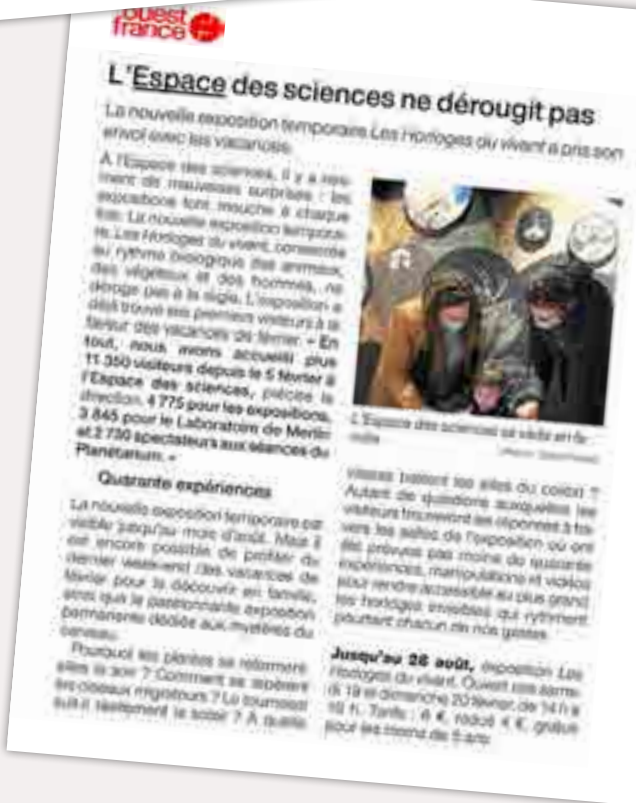 ouest
france
L'Espace des sciences ne dérougit pas
La nouvelle exposition temporaire Les Horloges du vivant a pris son
envol avec les vacances.
À l'Espace des sciences, il y a rare-
ment de mauvaises surprises : les
expositions font mouche à chaque
fois. La nouvelle exposition temporai-
re, Les Horloges du vivant, consacrée
au rythme biologique des animaux,
des végétaux et des hommes, ne
déroge pas à la règle. L'exposition a
déjà trouvé ses premiers visiteurs à la
faveur des vacances de février. « En
tout, nous avons accueilli plus
11 350 visiteurs depuis le 5 février à
l'Espace des sciences, précise la
direction. 4 775 pour les expositions,
3 845 pour le Laboratoire de Merlin
et 2 730 spectateurs aux séances du
Planétarium. »
Quarante expériences
La nouvelle exposition temporaire est
visible jusqu'au mois d'août. Mais il
est encore possible de profiter du
dernier week-end des vacances de
février pour la découvrir en famille,
ainsi que la passionnante exposition
permanente dédiée aux mystères du
cerveau.
Pourquoi les plantes se referment
elles le soir ? Comment se repèrent
les oiseaux migrateurs ? Le tournesol
suit-il réellement le soleil ? À quelle
L'Espace des sciences se visite en fa-
mille
vitesse battent les ailes du colibri ?
Autant de questions auxquelles les
visiteurs trouveront les réponses à tra-
vers les salles de l'exposition où ont
été prévues pas moins de quarante
expériences, manipulations et vidéos
pour rendre accessible au plus grand
les horloges invisibles qui rythment
pourtant chacun de nos gestes.
Jusqu'au 28 août, exposition Les
Horloges du vivant. Ouvert ces same-
di 19 et dimanche 20 février, de 14 h à
19 h. Tarifs : 6 €, réduit 4 €, gratuit
pour les moins de 5 ans.